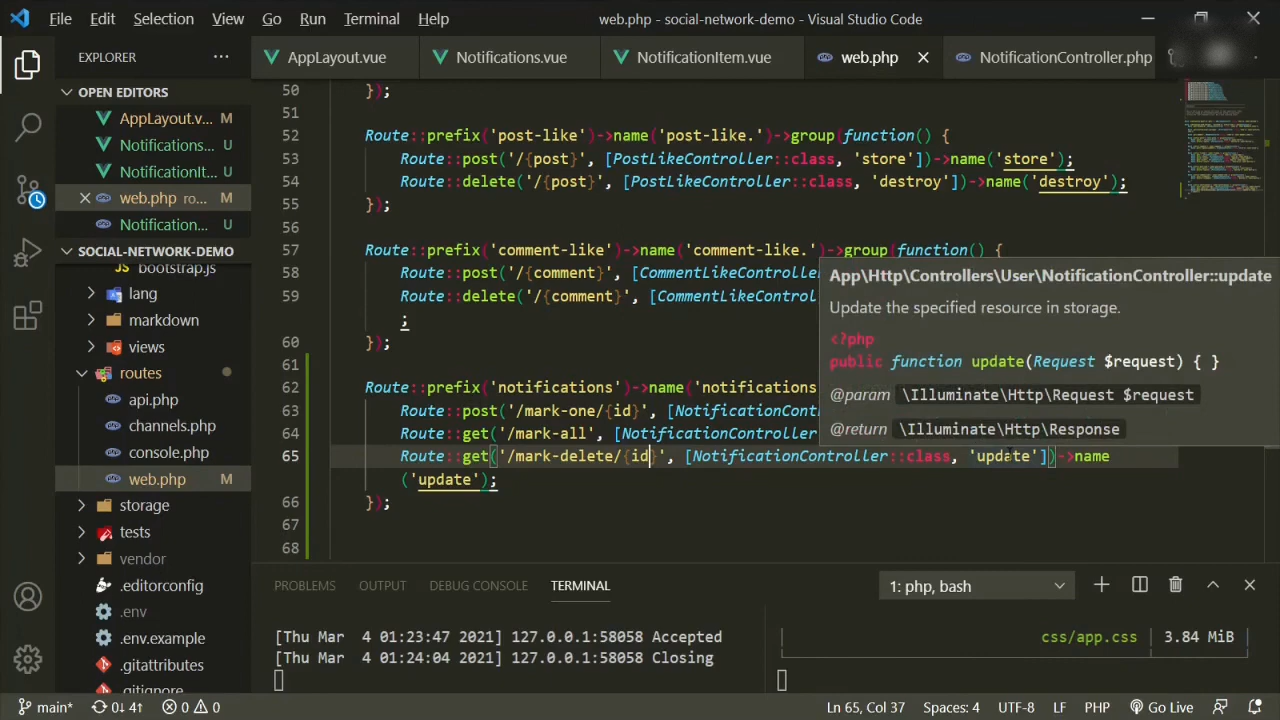 File Edit Selection View Go Run Terminal Help web.php - social-network-demo - Visual Studio Code
EXPLORER ··· AppLayout.vue Notifications.vue NotificationItem.vue web.php NotificationController.php
OPEN EDITORS
AppLayout.v... M
Notifications... U
NotificationIt... U
web.php ro... M
Notification... U
SOCIAL-NETWORK-DEMO
bootstrap.js
lang
markdown
views
routes
api.php
channels.php
console.php
web.php M
storage
tests
vendor
.editorconfig
.env
.env.example
.gitattributes
.gitignore
50 });
51
52 Route::prefix('post-like')->name('post-like.')->group(function() {
53 Route::post('/{post}', [PostLikeController::class, 'store'])->name('store');
54 Route::delete('/{post}', [PostLikeController::class, 'destroy'])->name('destroy');
55 });
56
57 Route::prefix('comment-like')->name('comment-like.')->group(function() {
58 Route::post('/{comment}', [CommentLikeController
59 Route::delete('/{comment}', [CommentLikeControll
;
60 });
61
62 Route::prefix('notifications')->name('notifications
63 Route::post('/mark-one/{id}', [NotificationContr
64 Route::get('/mark-all', [NotificationController
65 Route::get('/mark-delete/{id}', [NotificationController::class, 'update'])->name
('update');
66 });
67
68
App\Http\Controllers\User\NotificationController::update
Update the specified resource in storage.
<?php
public function update(Request $request) { }
@param \Illuminate\Http\Request $request
@return \Illuminate\Http\Response
PROBLEMS OUTPUT DEBUG CONSOLE TERMINAL 1: php, bash
[Thu Mar 4 01:23:47 2021] 127.0.0.1:58058 Accepted
[Thu Mar 4 01:24:04 2021] 127.0.0.1:58058 Closing
css/app.css 3.84 MiB
main* 0↓ 4↑ 0 0 Ln 65, Col 37 Spaces: 4 UTF-8 LF PHP Go Live